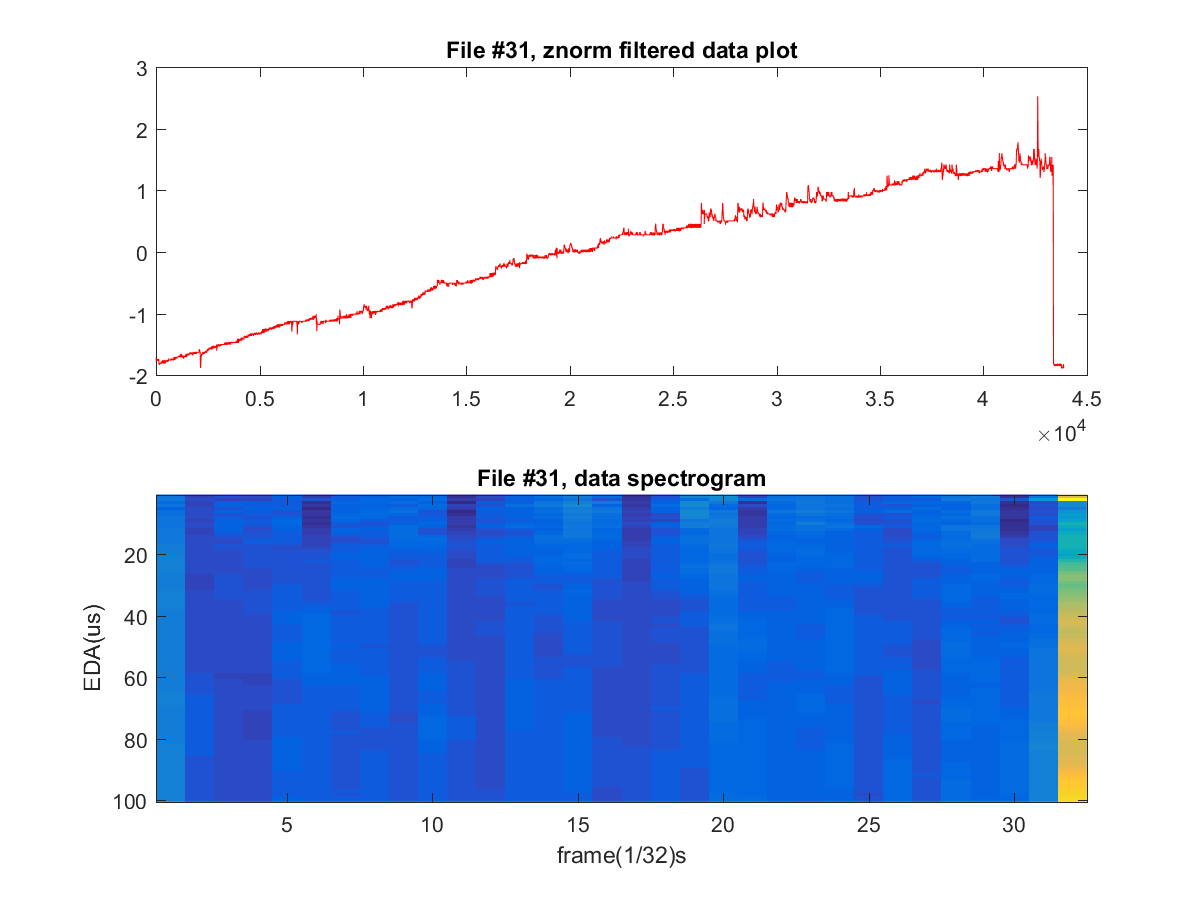 File #31, znorm filtered data plot
3
2
1
0
-1
-2
0 0.5 1 1.5 2 2.5 3 3.5 4 4.5
×10^4
File #31, data spectrogram
20
40
60
80
100
EDA(us)
5 10 15 20 25 30
frame(1/32)s